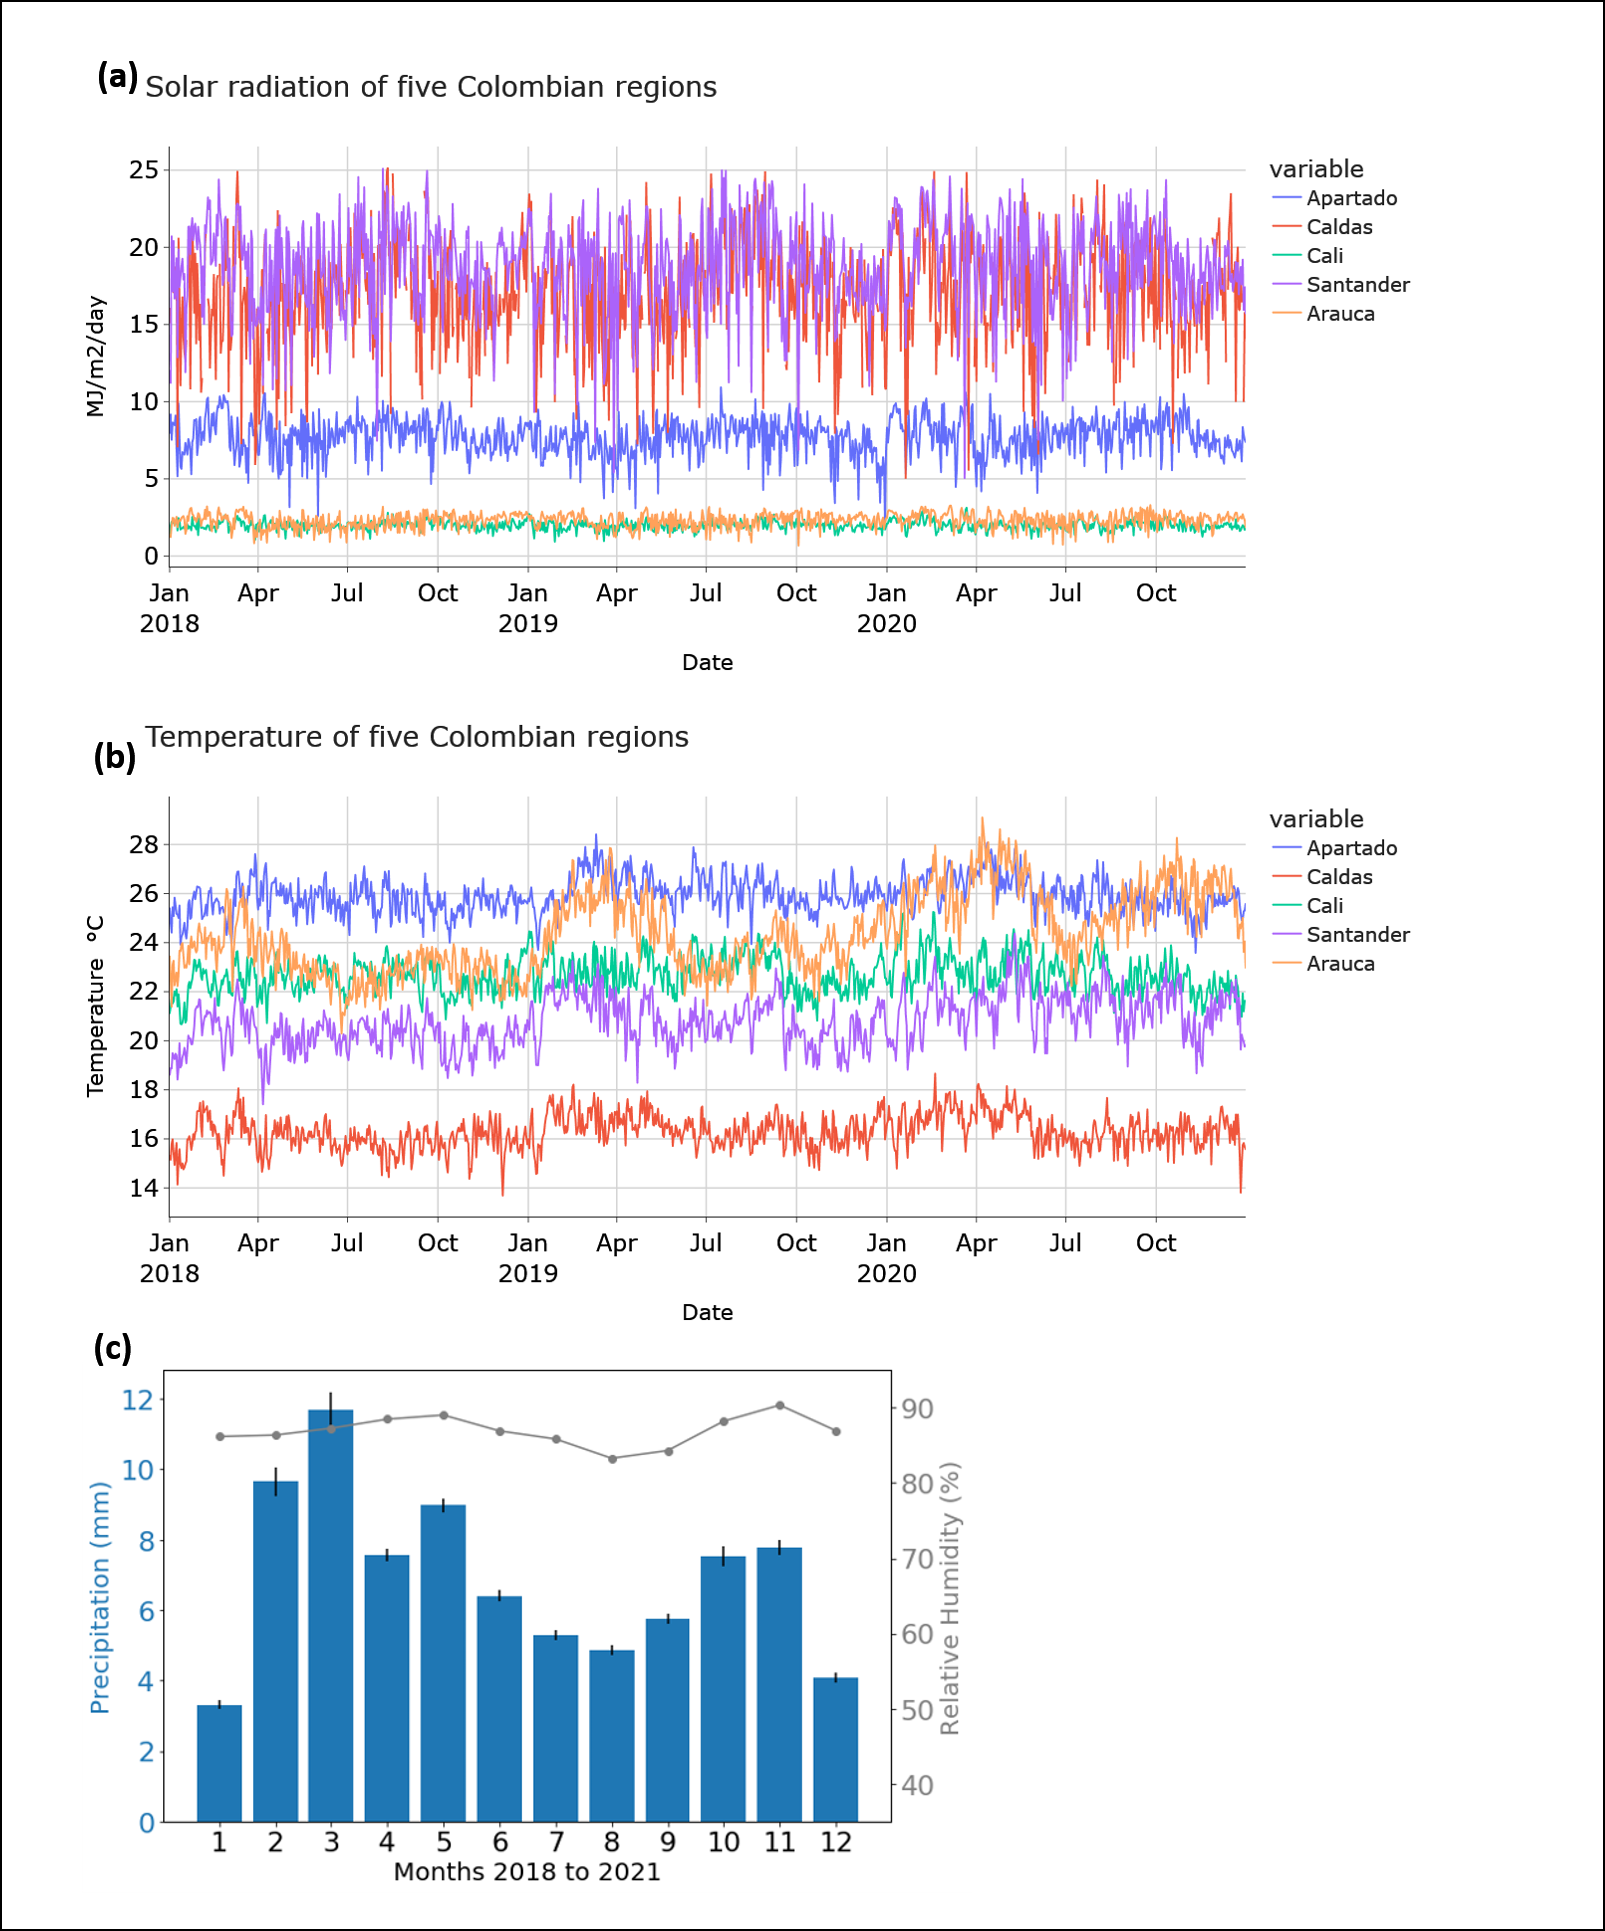 (a) Solar radiation of five Colombian regions
25
20
15
10
5
0
MJ/m2/day
Jan Apr Jul Oct Jan Apr Jul Oct Jan Apr Jul Oct
2018 2019 2020
Date
variable
Apartado
Caldas
Cali
Santander
Arauca
(b) Temperature of five Colombian regions
28
26
24
22
20
18
16
14
Temperature °C
Jan Apr Jul Oct Jan Apr Jul Oct Jan Apr Jul Oct
2018 2019 2020
Date
variable
Apartado
Caldas
Cali
Santander
Arauca
(c)
12
10
8
6
4
2
0
Precipitation (mm)
90
80
70
60
50
40
Relative Humidity (%)
1 2 3 4 5 6 7 8 9 10 11 12
Months 2018 to 2021